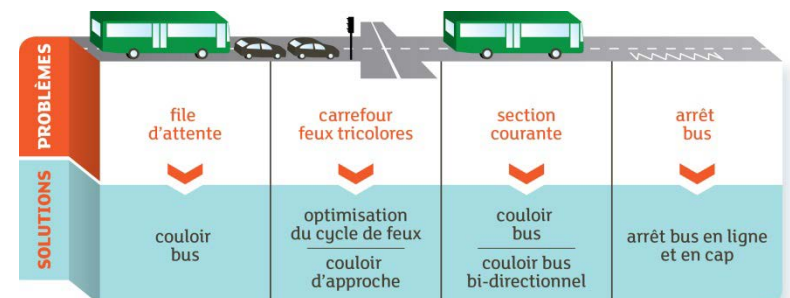 PROBLÈMES
file
d'attente
carrefour
feux tricolores
section
courante
arrêt
bus
SOLUTIONS
couloir
bus
optimisation
du cycle de feux
couloir
d'approche
couloir
bus
couloir bus
bi-directionnel
arrêt bus en ligne
et en cap